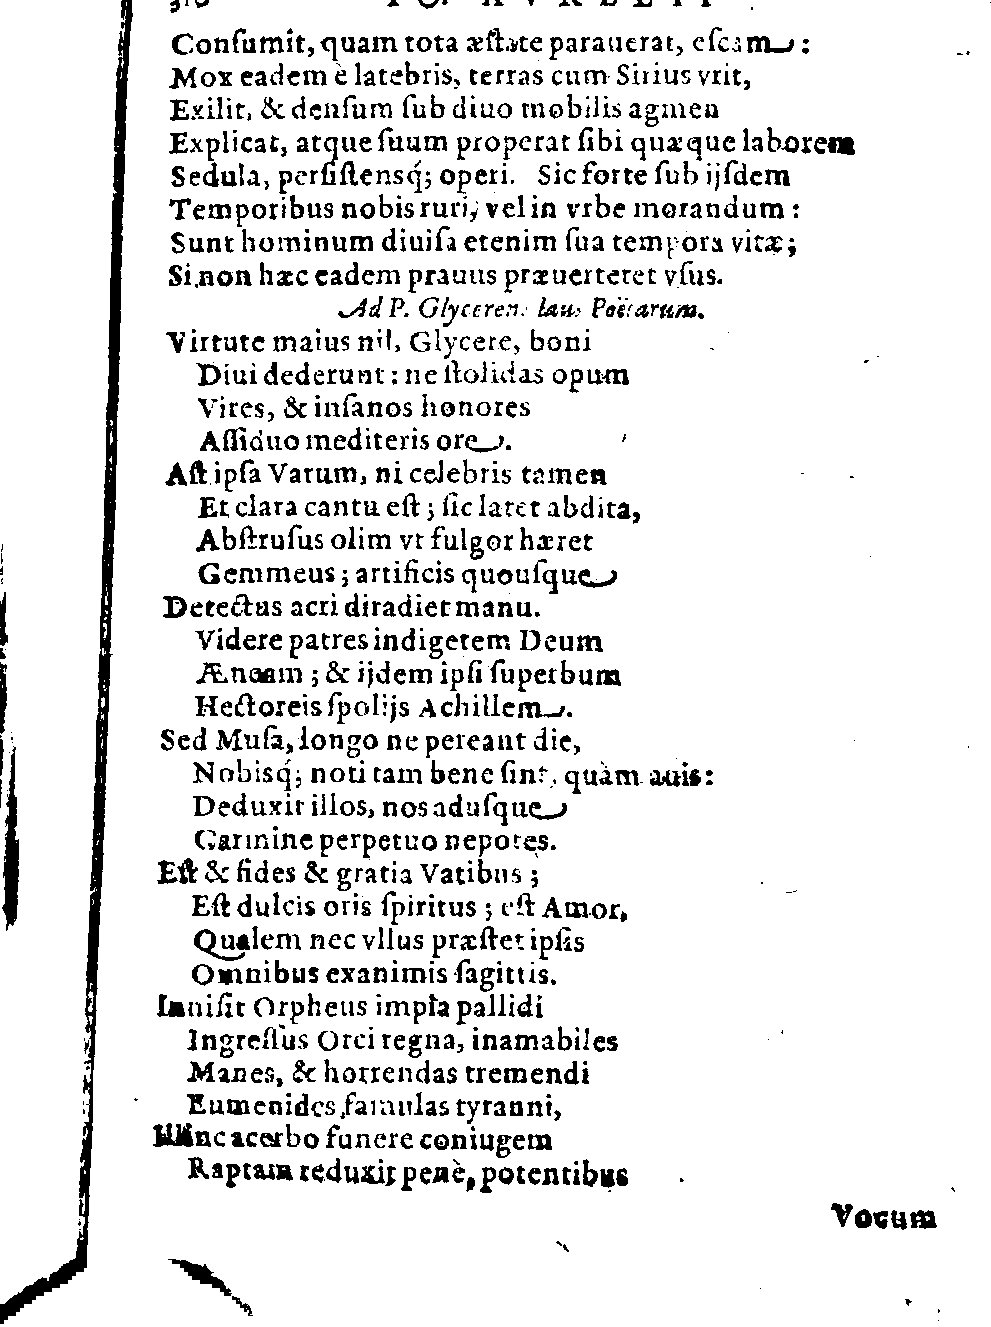 310 IO. AVRELII
Conſumit, quam tota æſtate parauerat, eſcam:
Mox eadem è latebris, terras cum Sirius vrit,
Exilit, & denſum ſub diuo mobilis agmen
Explicat, atque ſuum properat ſibi quæque laborem
Sedula, perſiſtensq́; operi. Sic forte ſub ijſdem
Temporibus nobis ruri, vel in vrbe morandum:
Sunt hominum diuiſa etenim ſua tempora vitæ;
Si non hæc eadem prauus præuerteret vſus.
Ad P. Glyceren. lau. Poëtarum.
Virtute maius nil, Glycere, boni
Diui dederunt: ne ſtolidas opum
Vires, & inſanos honores
Aſſiduo mediteris ore.
Aſt ipſa Vatum, ni celebris tamen
Et clara cantu eſt; ſic latet abdita,
Abſtruſus olim vt fulgor hæret
Gemmeus; artificis quouſque
Detectus acri diradiet manu.
Videre patres indigetem Deum
Æneam; & ijdem ipſi ſuperbum
Hectoreis ſpolijs Achillem.
Sed Muſa, longo ne pereant die,
Nobisq́; noti tam bene ſint, quàm auis:
Deduxit illos, nos aduſque
Carmine perpetuo nepotes.
Eſt & fides & gratia Vatibus;
Eſt dulcis oris ſpiritus; eſt Amor,
Qualem nec vllus præſtet ipſis
Omnibus exanimis ſagittis.
Inuiſit Orpheus impia pallidi
Ingreſſus Orci regna, inamabiles
Manes, & horrendas tremendi
Eumenides famulas tyranni,
Hinc acerbo funere coniugem
Raptam reduxit penè, potentibus
Vocum